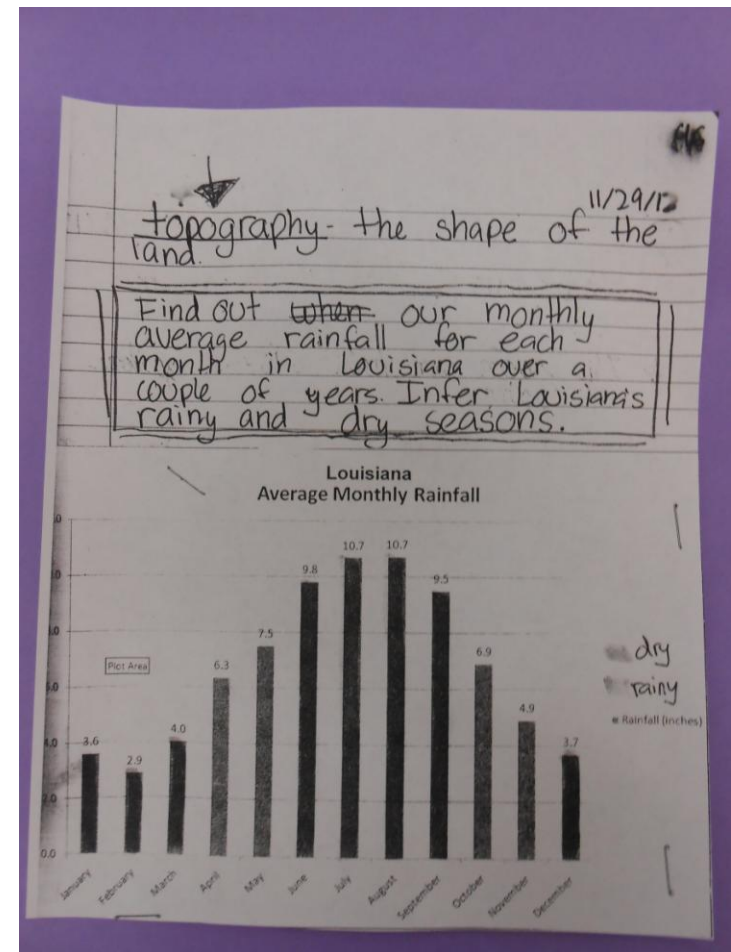 11/29/12
topography- the shape of the
land.
Find out when our monthly
average rainfall for each
month in Louisiana over a
couple of years. Infer Louisiana's
rainy and dry seasons.
Louisiana
Average Monthly Rainfall
10.7 10.7
9.8
9.5
7.5
6.9
6.3
Plot Area
dry
rainy
Rainfall (inches)
4.9
4.0
3.6
3.7
2.9
2.0
0.0
January February March April May June July August September October November December